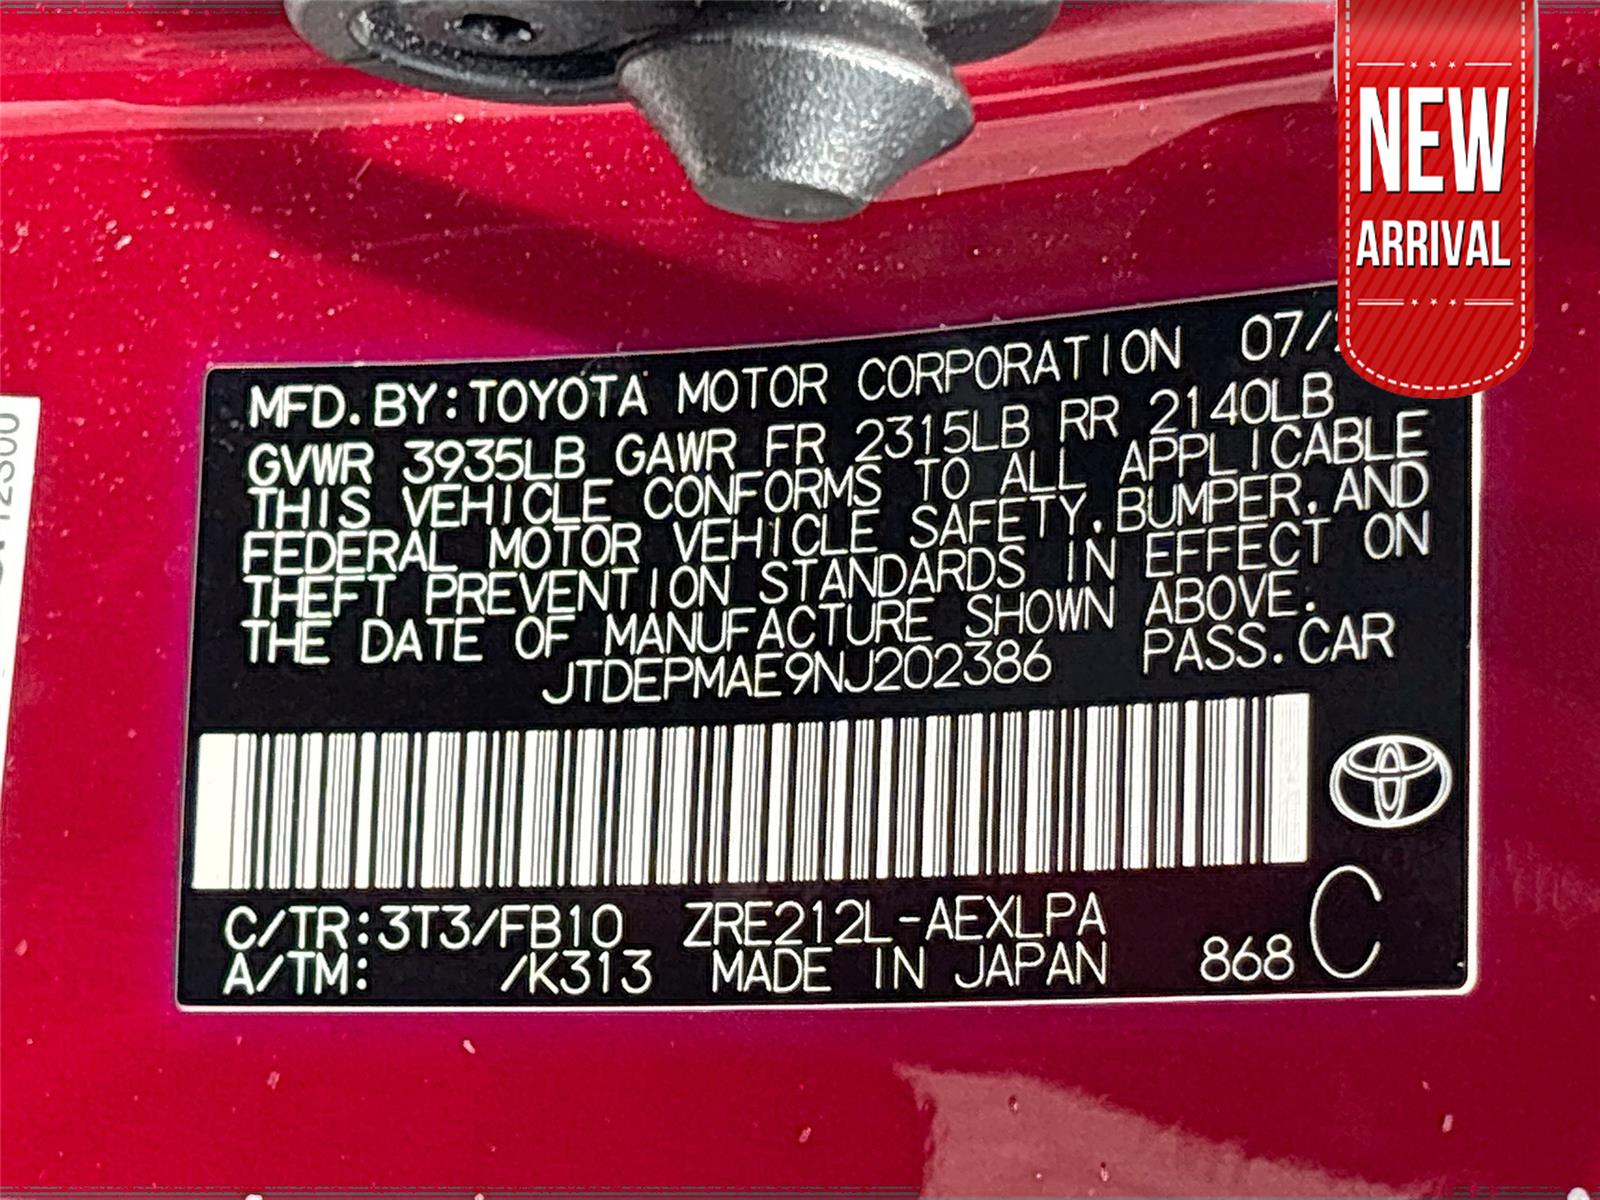 NEW
ARRIVAL
MFD. BY: TOYOTA MOTOR CORPORATION 07/
GVWR 3935LB GAWR FR 2315LB RR 2140LB
THIS VEHICLE CONFORMS TO ALL APPLICABLE
FEDERAL MOTOR VEHICLE SAFETY, BUMPER, AND
THEFT PREVENTION STANDARDS IN EFFECT ON
THE DATE OF MANUFACTURE SHOWN ABOVE.
JTDEPMAE9NJ202386 PASS. CAR
C/TR: 3T3/FB10 ZRE212L-AEXLPA
A/TM: /K313 MADE IN JAPAN 868 C